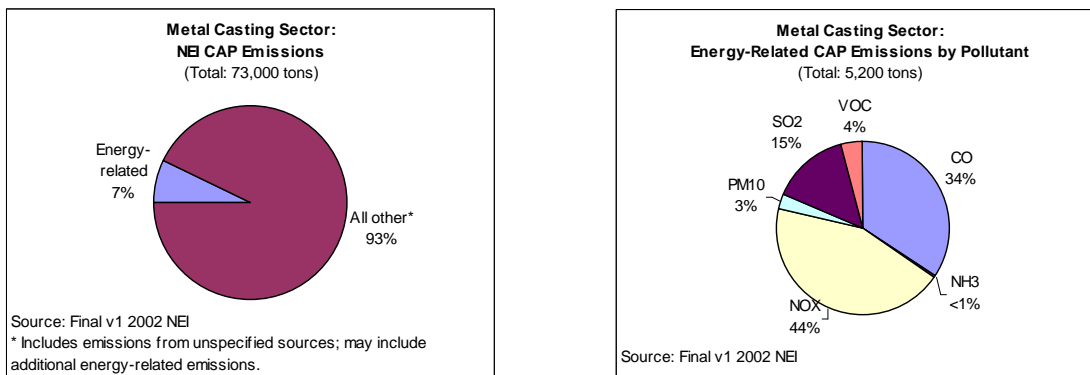 Metal Casting Sector:
NEI CAP Emissions
(Total: 73,000 tons)
Energy-
related
7%
All other*
93%
Source: Final v1 2002 NEI
* Includes emissions from unspecified sources; may include
additional energy-related emissions.
Metal Casting Sector:
Energy-Related CAP Emissions by Pollutant
(Total: 5,200 tons)
VOC
4%
SO2
15%
CO
34%
PM10
3%
NH3
<1%
NOX
44%
Source: Final v1 2002 NEI